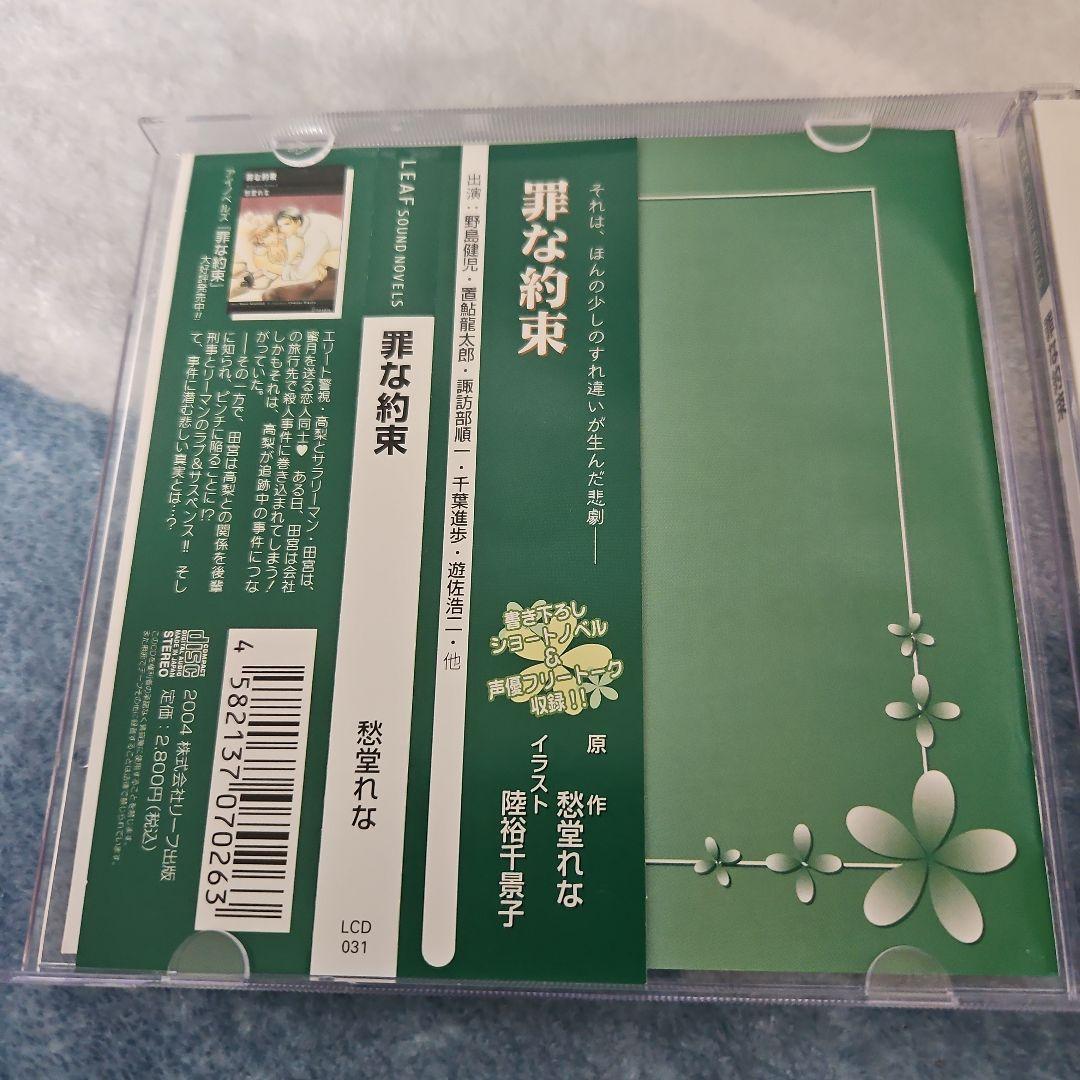 それは、ほんの少しのすれ違いが生んだ悲劇――
罪な約束
書き下ろし
ショートノベル
&
声優フリートーク
収録!!
原作 愁堂れな
イラスト 陸裕千景子
出演:野島健児・置鮎龍太郎・諏訪部順一・千葉進歩・遊佐浩二・他
LEAF SOUND NOVELS
罪な約束
愁堂れな
LCD
031
罪な約束
愁堂れな
『罪な約束』
大好評発売中!!
エリート警視・高梨とサラリーマン・田宮は、
蜜月を送る恋人同士♥ ある日、田宮は会社
の旅行先で殺人事件に巻き込まれてしまう!
しかもそれは、高梨が追跡中の事件につな
がっていた。
――その一方で、田宮は高梨との関係を後輩
に知られ、ピンチに陥ることに!?
刑事とリーマンのラブ&サスペンス!! そし
て、事件に潜む悲しい真実とは…?
4 582137 070263
COMPACT
disc
DIGITAL AUDIO
MADE IN JAPAN
STEREO
2004 株式会社リーフ出版
定価:2,800円(税込)